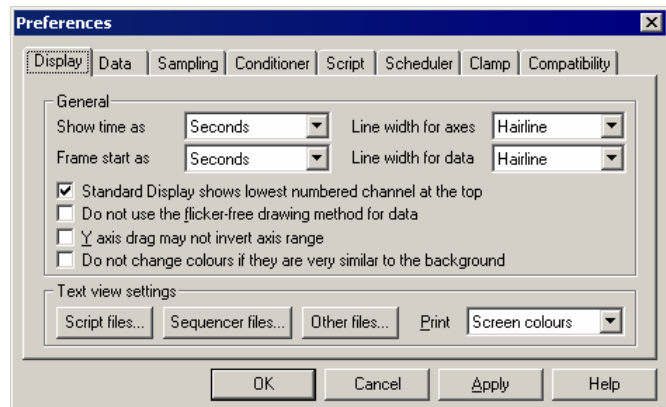 Preferences
Display Data Sampling Conditioner Script Scheduler Clamp Compatibility
General
Show time as Seconds Line width for axes Hairline
Frame start as Seconds Line width for data Hairline
Standard Display shows lowest numbered channel at the top
Do not use the flicker-free drawing method for data
Y axis drag may not invert axis range
Do not change colours if they are very similar to the background
Text view settings
Script files... Sequencer files... Other files... Print Screen colours
OK Cancel Apply Help